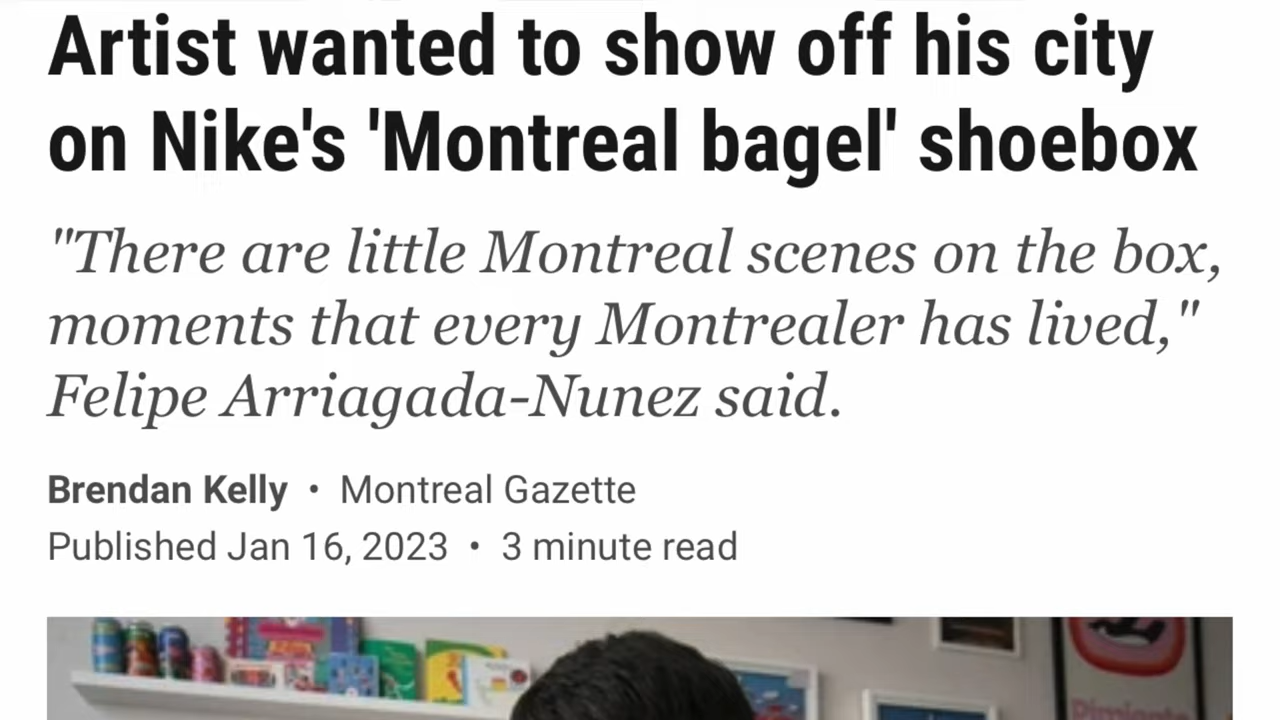 Artist wanted to show off his city
on Nike's 'Montreal bagel' shoebox
"There are little Montreal scenes on the box,
moments that every Montrealer has lived,"
Felipe Arriagada-Nunez said.
Brendan Kelly • Montreal Gazette
Published Jan 16, 2023 • 3 minute read